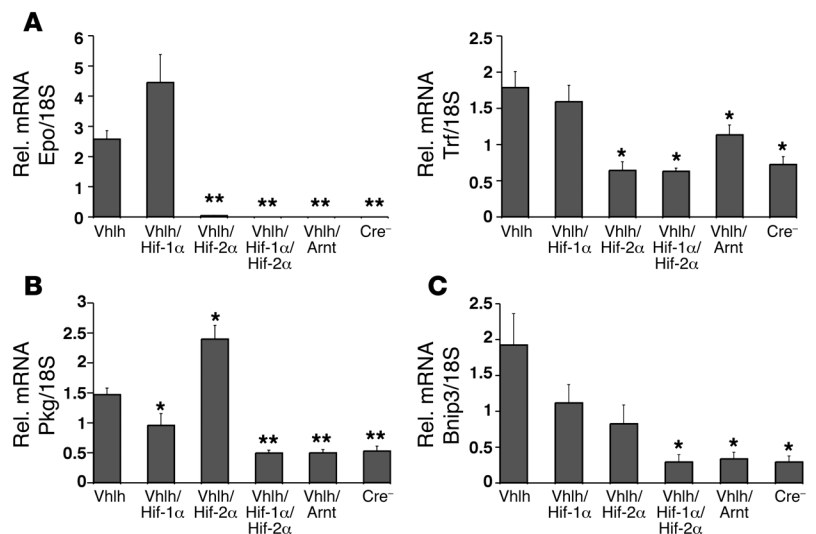 A
Rel. mRNA
Epo/18S
6
5
4
3
2
1
0
**
**
**
**
Vhlh
Vhlh/
Hif-1α
Vhlh/
Hif-2α
Vhlh/
Hif-1α/
Hif-2α
Vhlh/
Arnt
Cre⁻
Rel. mRNA
Trf/18S
2.5
2
1.5
1
0.5
0
*
*
*
*
Vhlh
Vhlh/
Hif-1α
Vhlh/
Hif-2α
Vhlh/
Hif-1α/
Hif-2α
Vhlh/
Arnt
Cre⁻
B
Rel. mRNA
Pkg/18S
3
2.5
2
1.5
1
0.5
0
*
*
**
**
**
Vhlh
Vhlh/
Hif-1α
Vhlh/
Hif-2α
Vhlh/
Hif-1α/
Hif-2α
Vhlh/
Arnt
Cre⁻
C
Rel. mRNA
Bnip3/18S
2.5
2
1.5
1
0.5
0
*
*
*
Vhlh
Vhlh/
Hif-1α
Vhlh/
Hif-2α
Vhlh/
Hif-1α/
Hif-2α
Vhlh/
Arnt
Cre⁻